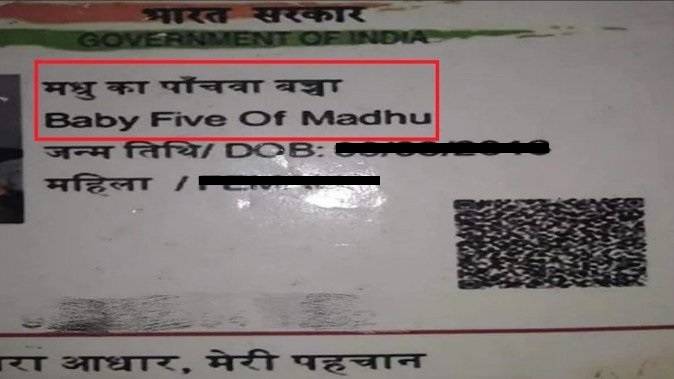 भारत सरकार
GOVERNMENT OF INDIA
मधु का पाँचवा बच्चा
Baby Five Of Madhu
जन्म तिथि/ DOB:
महिला /
आधार, मेरी पहचान